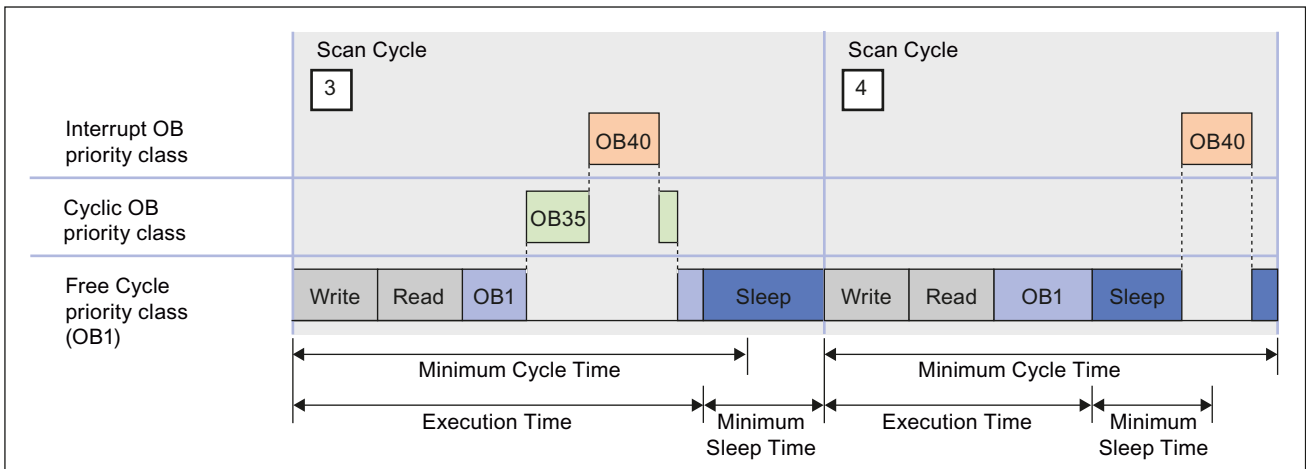 Scan Cycle
3
Scan Cycle
4
Interrupt OB
priority class
OB40
OB40
Cyclic OB
priority class
OB35
Free Cycle
priority class
(OB1)
Write Read OB1 Sleep Write Read OB1 Sleep
Minimum Cycle Time
Minimum Cycle Time
Execution Time
Minimum
Sleep Time
Execution Time
Minimum
Sleep Time